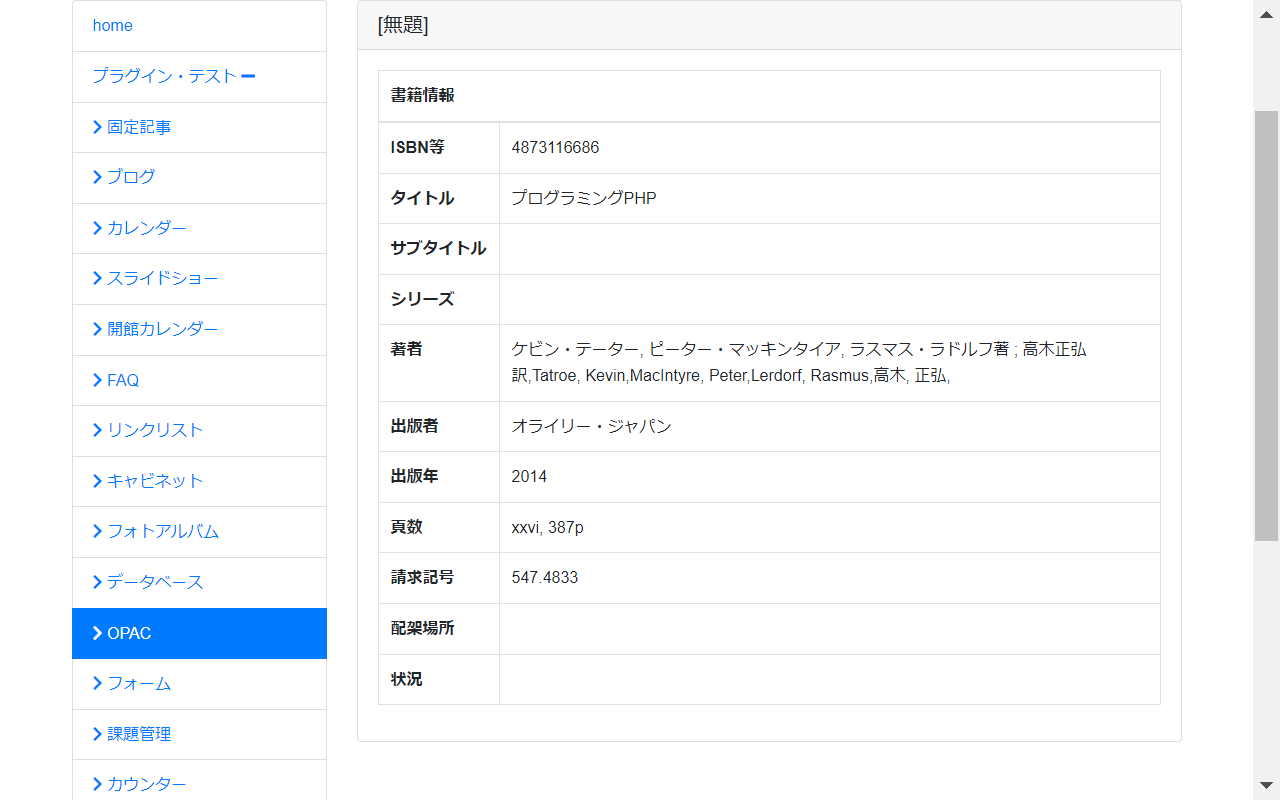 home
プラグイン・テスト
固定記事
ブログ
カレンダー
スライドショー
開館カレンダー
FAQ
リンクリスト
キャビネット
フォトアルバム
データベース
OPAC
フォーム
課題管理
カウンター
[無題]
書籍情報
ISBN等 4873116686
タイトル プログラミングPHP
サブタイトル
シリーズ
著者 ケビン・テーター, ピーター・マッキンタイア, ラスマス・ラドルフ著 ; 高木正弘
訳,Tatroe, Kevin,MacIntyre, Peter,Lerdorf, Rasmus,高木, 正弘,
出版者 オライリー・ジャパン
出版年 2014
頁数 xxvi, 387p
請求記号 547.4833
配架場所
状況